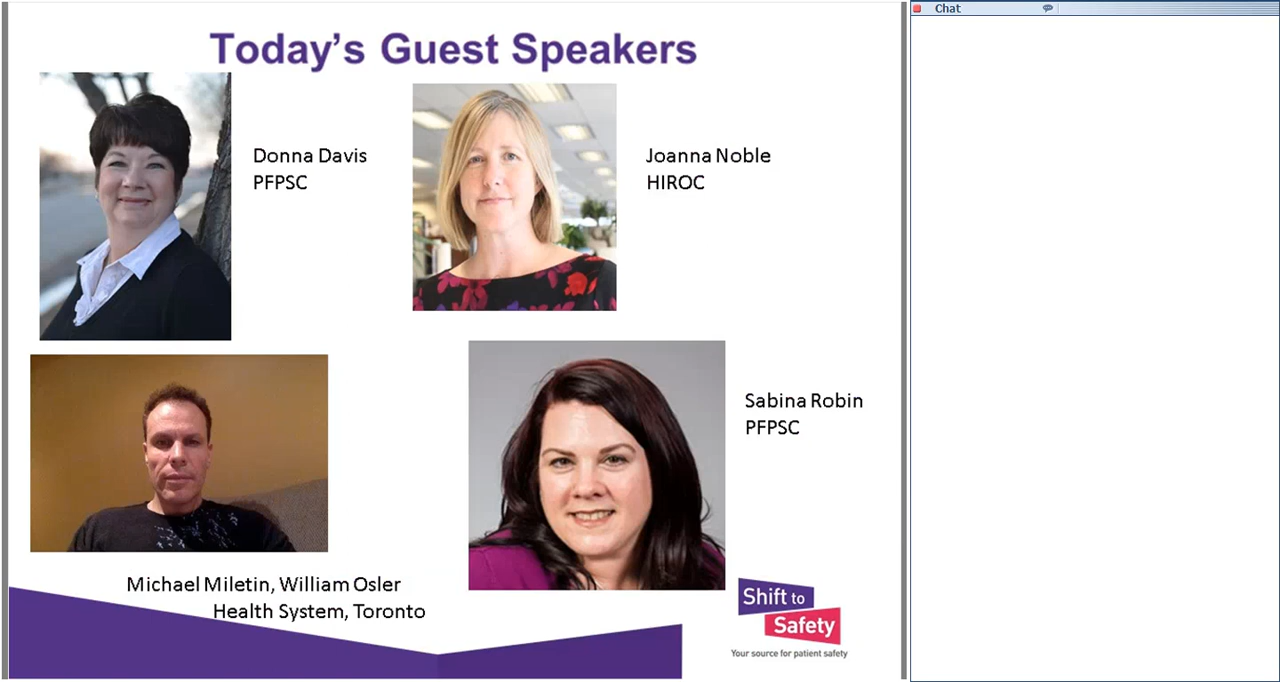 Today's Guest Speakers
Donna Davis
PFPSC
Joanna Noble
HIROC
Michael Miletin, William Osler
Health System, Toronto
Sabina Robin
PFPSC
Shift to
Safety
Your source for patient safety
Chat